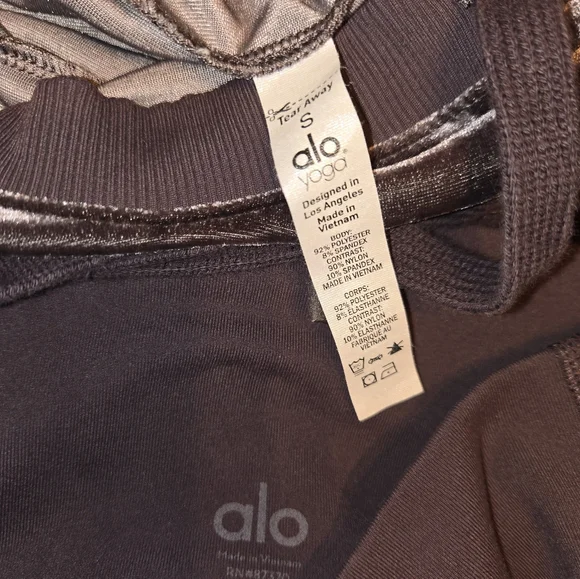 Tear Away
S
alo
yoga®
Designed in
Los Angeles
Made in
Vietnam
BODY:
92% POLYESTER
8% SPANDEX
CONTRAST:
90% NYLON
10% SPANDEX
MADE IN VIETNAM
CORPS:
92% POLYESTER
8% ELASTHANNE
CONTRAST:
90% NYLON
10% ÉLASTHANNE
FABRIQUE AU
VIETNAM
alo
Made in Vietnam